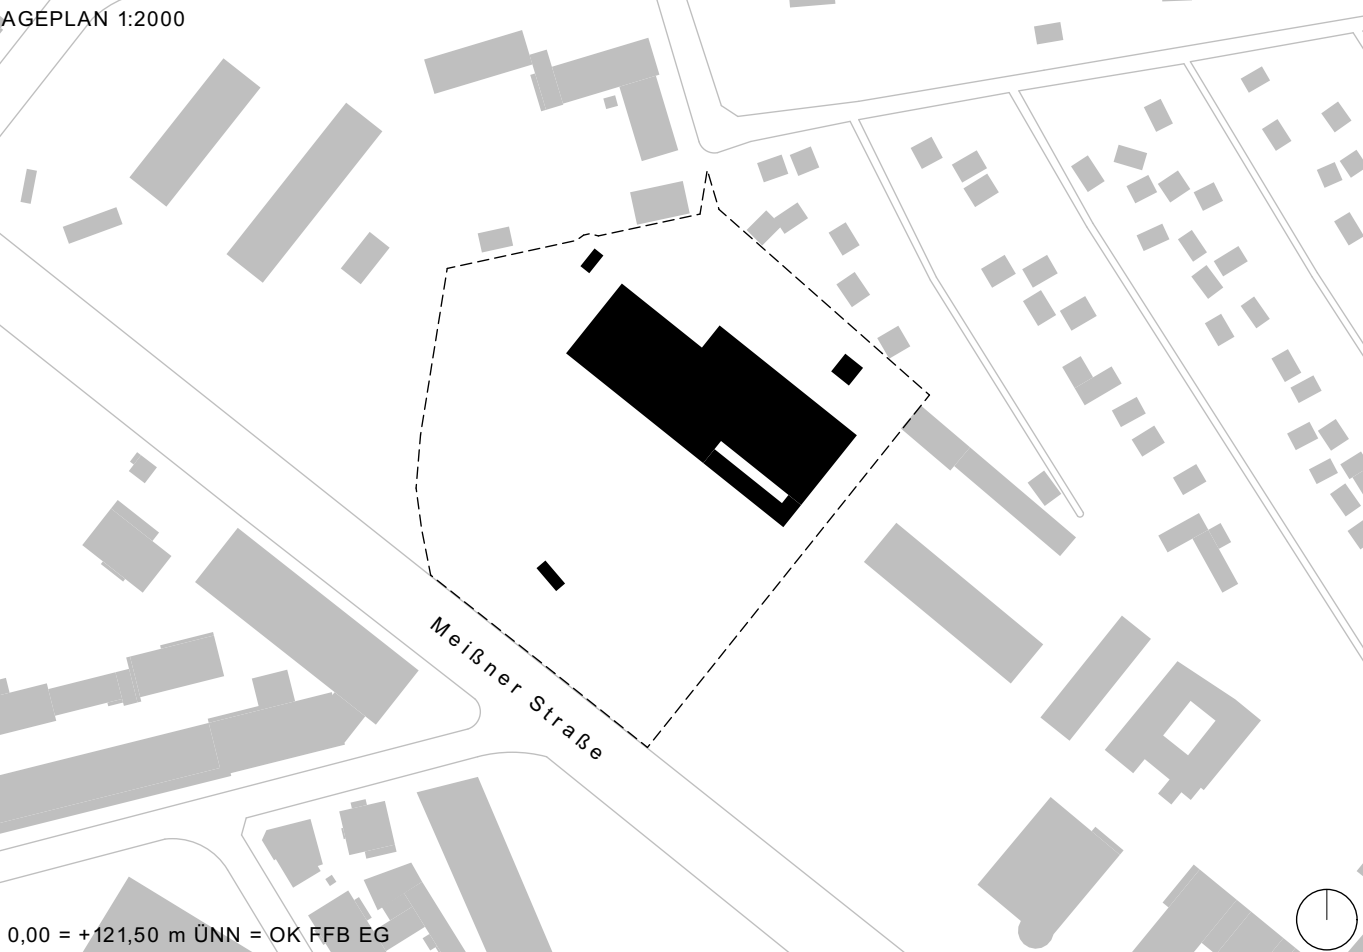 AGEPLAN 1:2000
Meißner Straße
0,00 = +121,50 m ÜNN = OK FFB EG